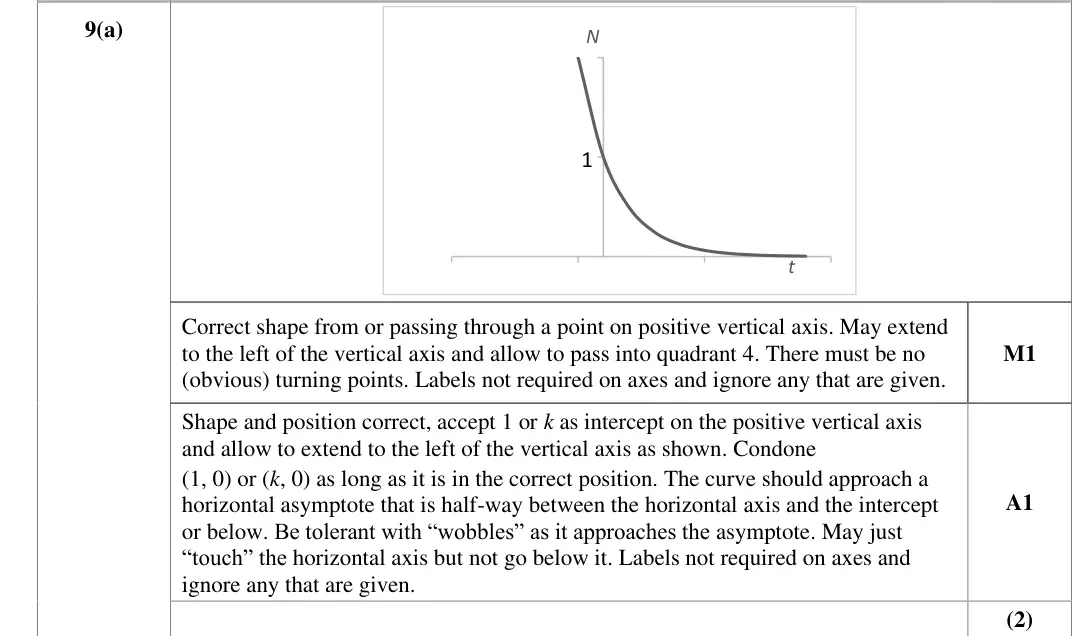 9(a)
N
1
t
Correct shape from or passing through a point on positive vertical axis. May extend
to the left of the vertical axis and allow to pass into quadrant 4. There must be no
(obvious) turning points. Labels not required on axes and ignore any that are given.
M1
Shape and position correct, accept 1 or k as intercept on the positive vertical axis
and allow to extend to the left of the vertical axis as shown. Condone
(1, 0) or (k, 0) as long as it is in the correct position. The curve should approach a
horizontal asymptote that is half-way between the horizontal axis and the intercept
or below. Be tolerant with “wobbles” as it approaches the asymptote. May just
“touch” the horizontal axis but not go below it. Labels not required on axes and
ignore any that are given.
A1
(2)